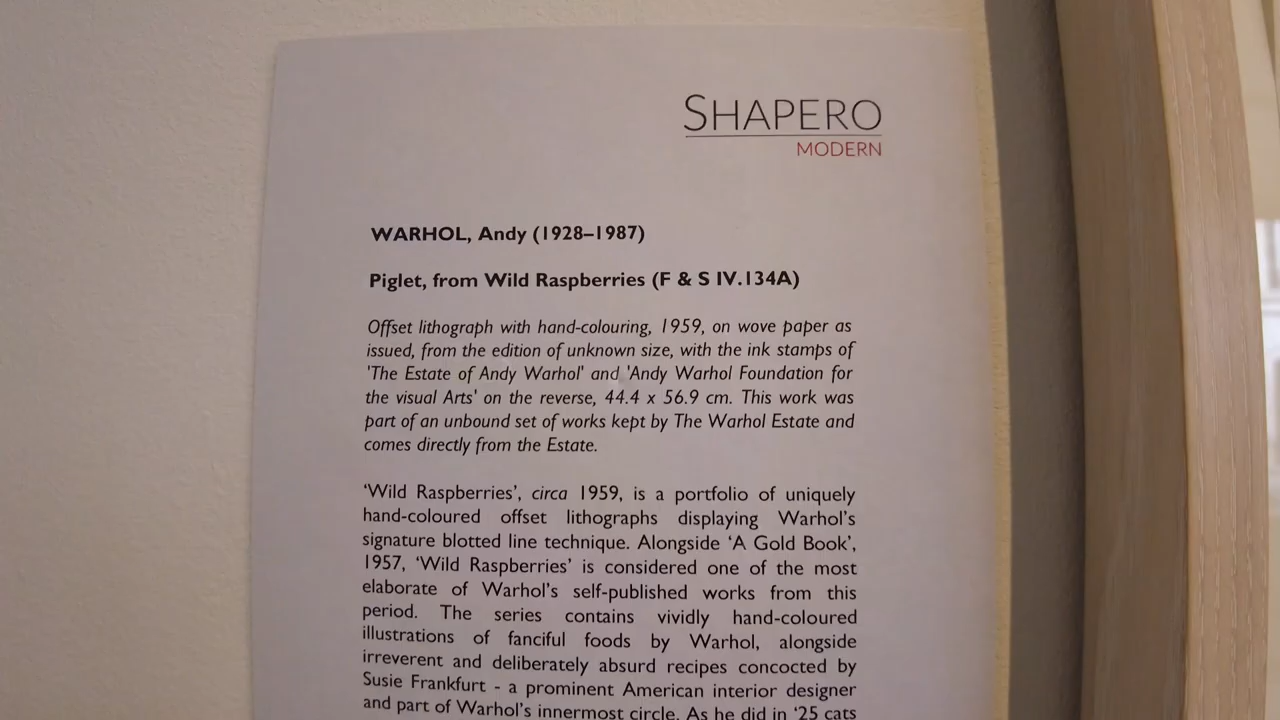 SHAPERO
MODERN
WARHOL, Andy (1928–1987)
Piglet, from Wild Raspberries (F & S IV.134A)
Offset lithograph with hand-colouring, 1959, on wove paper as
issued, from the edition of unknown size, with the ink stamps of
'The Estate of Andy Warhol' and 'Andy Warhol Foundation for
the visual Arts' on the reverse, 44.4 x 56.9 cm. This work was
part of an unbound set of works kept by The Warhol Estate and
comes directly from the Estate.
‘Wild Raspberries’, circa 1959, is a portfolio of uniquely
hand-coloured offset lithographs displaying Warhol’s
signature blotted line technique. Alongside ‘A Gold Book’,
1957, ‘Wild Raspberries’ is considered one of the most
elaborate of Warhol’s self-published works from this
period. The series contains vividly hand-coloured
illustrations of fanciful foods by Warhol, alongside
irreverent and deliberately absurd recipes concocted by
Susie Frankfurt - a prominent American interior designer
and part of Warhol’s innermost circle. As he did in ‘25 cats